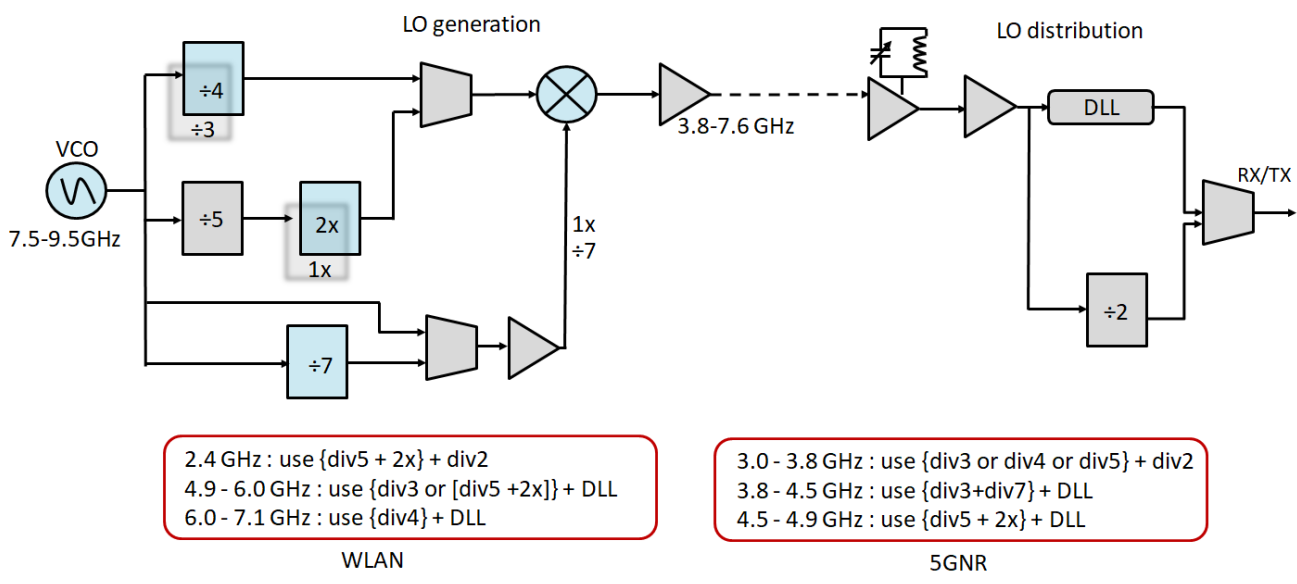 LO generation
LO distribution
÷4
÷3
DLL
3.8-7.6 GHz
VCO
7.5-9.5GHz
÷5
2x
1x
1x
÷7
RX/TX
÷2
÷7
2.4 GHz : use {div5 + 2x} + div2
4.9 - 6.0 GHz : use {div3 or [div5 +2x]} + DLL
6.0 - 7.1 GHz : use {div4} + DLL
WLAN
3.0 - 3.8 GHz : use {div3 or div4 or div5} + div2
3.8 - 4.5 GHz : use {div3+div7} + DLL
4.5 - 4.9 GHz : use {div5 + 2x} + DLL
5GNR